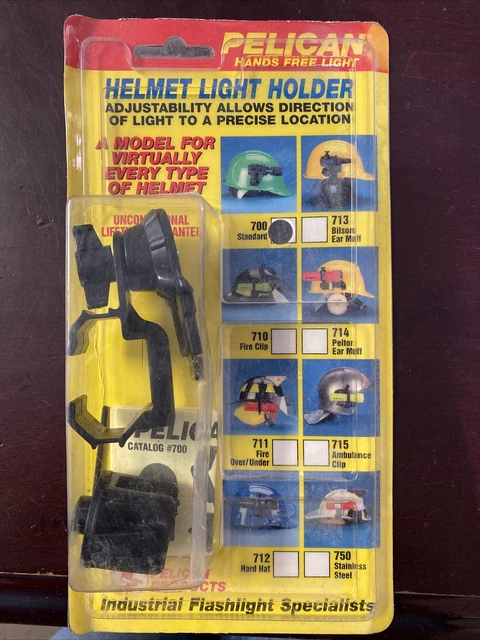 PELICAN
HANDS FREE LIGHT
HELMET LIGHT HOLDER
ADJUSTABILITY ALLOWS DIRECTION
OF LIGHT TO A PRECISE LOCATION
A MODEL FOR
VIRTUALLY
EVERY TYPE
OF HELMET
700
Standard
713
Bilsom
Ear Muff
710
Fire Clip
714
Peltor
Ear Muff
711
Fire
Over/Under
715
Ambulance
Clip
712
Hard Hat
750
Stainless
Steel
CATALOG #700
PELICAN
Industrial Flashlight Specialists